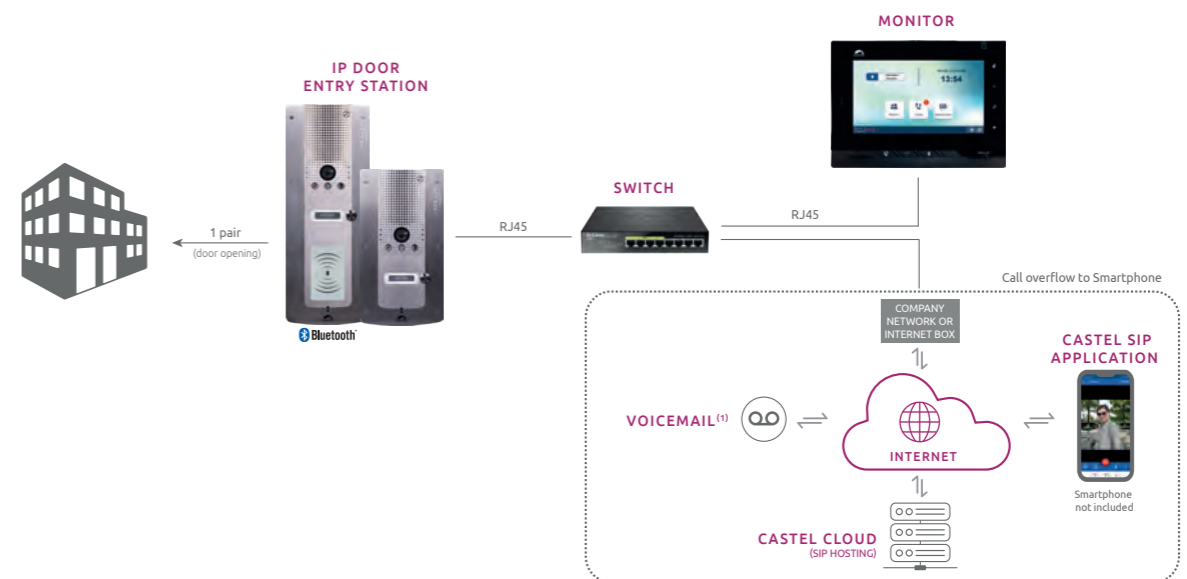 MONITOR
IP DOOR
ENTRY STATION
13:54
SWITCH
1 pair
(door opening)
RJ45
RJ45
Bluetooth
Call overflow to Smartphone
COMPANY
NETWORK OR
INTERNET BOX
CASTEL SIP
APPLICATION
VOICEMAIL(1)
INTERNET
Smartphone
not included
CASTEL CLOUD
(SIP HOSTING)